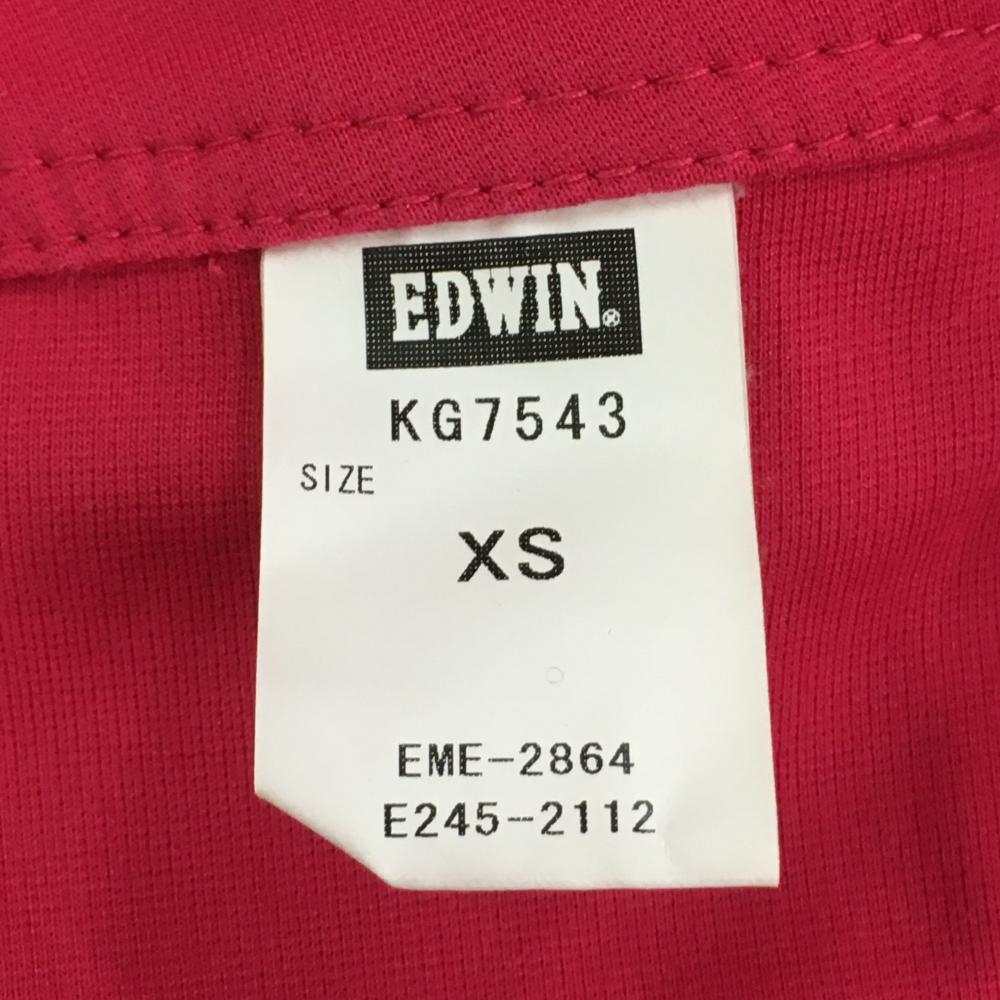 EDWIN®
KG7543
SIZE
XS
EME-2864
E245-2112